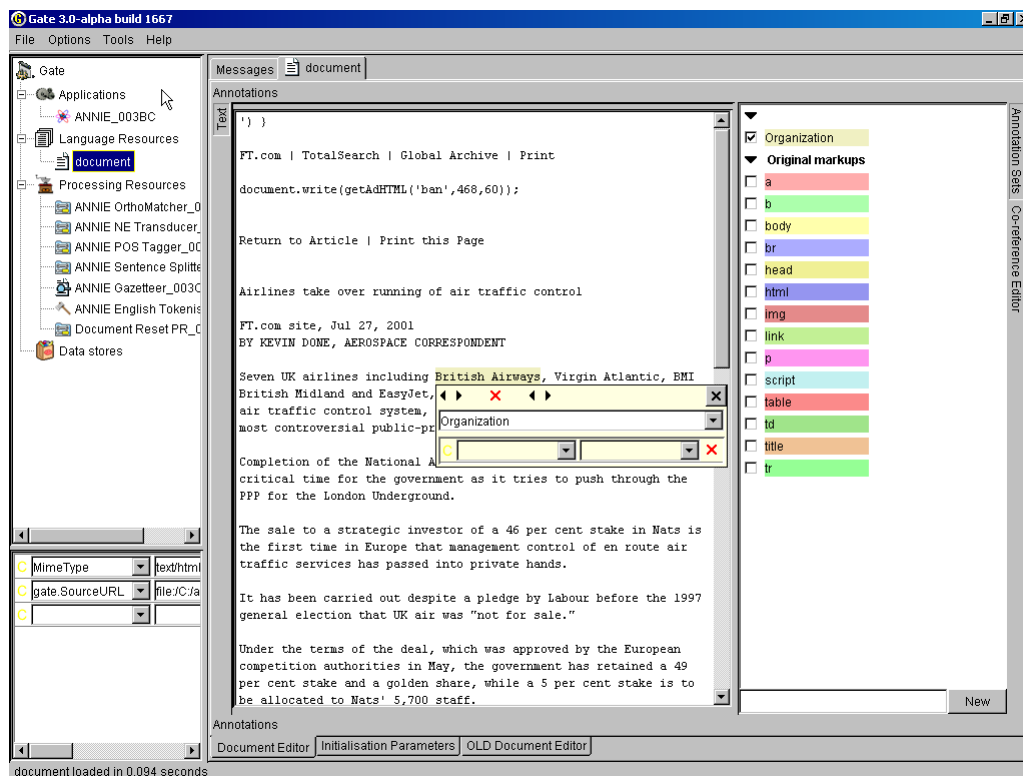 Gate 3.0-alpha build 1667
File Options Tools Help
Gate
Applications
ANNIE_003BC
Language Resources
document
Processing Resources
ANNIE OrthoMatcher_0
ANNIE NE Transducer_
ANNIE POS Tagger_00
ANNIE Sentence Splitte
ANNIE Gazetteer_003C
ANNIE English Tokenis
Document Reset PR_0
Data stores
C MimeType text/html
C gate.SourceURL file:/C:/a
C
document loaded in 0.094 seconds
Messages document
Annotations
Text
') }
FT.com | TotalSearch | Global Archive | Print
document.write(getAdHTML('ban',468,60));
Return to Article | Print this Page
Airlines take over running of air traffic control
FT.com site, Jul 27, 2001
BY KEVIN DONE, AEROSPACE CORRESPONDENT
Seven UK airlines including British Airways, Virgin Atlantic, BMI
British Midland and EasyJet,
air traffic control system,
most controversial public-pr
Organization
C
Completion of the National A
critical time for the government as it tries to push through the
PPP for the London Underground.
The sale to a strategic investor of a 46 per cent stake in Nats is
the first time in Europe that management control of en route air
traffic services has passed into private hands.
It has been carried out despite a pledge by Labour before the 1997
general election that UK air was "not for sale."
Under the terms of the deal, which was approved by the European
competition authorities in May, the government has retained a 49
per cent stake and a golden share, while a 5 per cent stake is to
be allocated to Nats' 5,700 staff.
Organization
Original markups
a
b
body
br
head
html
img
link
p
script
table
td
title
tr
New
Annotation Sets
Co-reference Editor
Annotations
Document Editor Initialisation Parameters OLD Document Editor